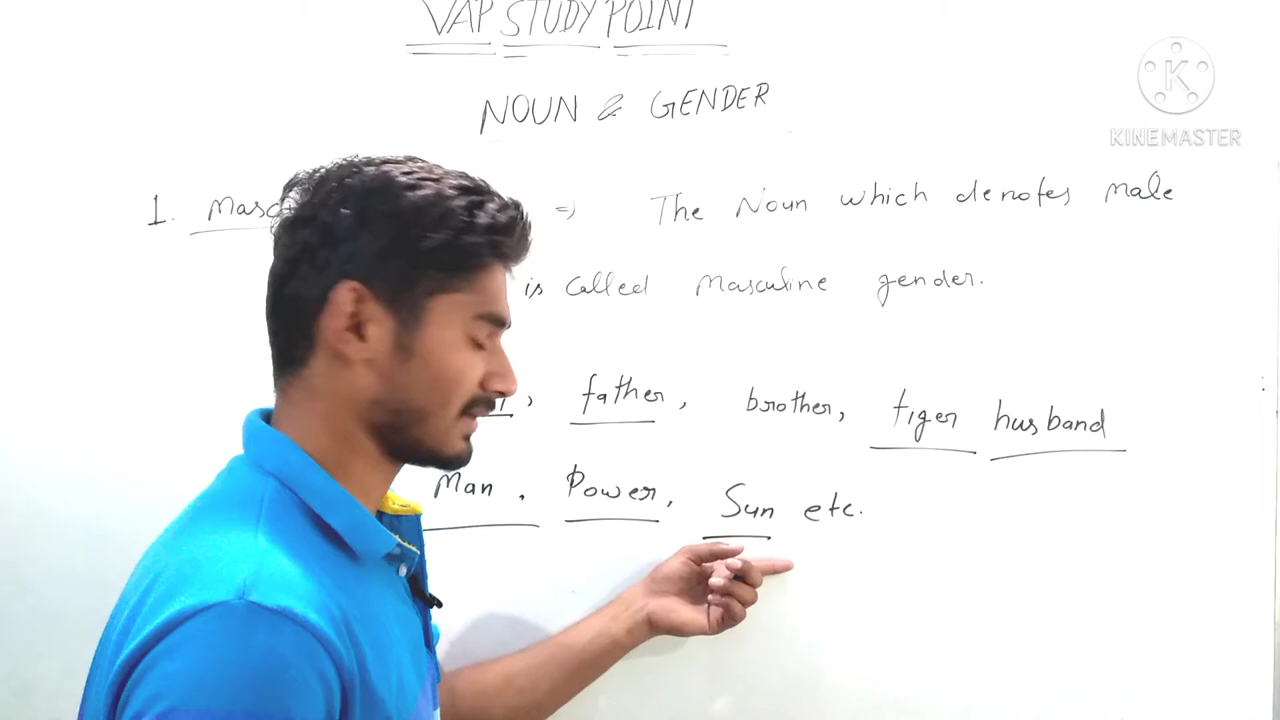 VAP STUDY POINT
K
KINEMASTER
NOUN & GENDER
1. => The Noun which denotes male
is called masculine gender.
, father, brother, tiger husband
Man, Power, Sun etc.